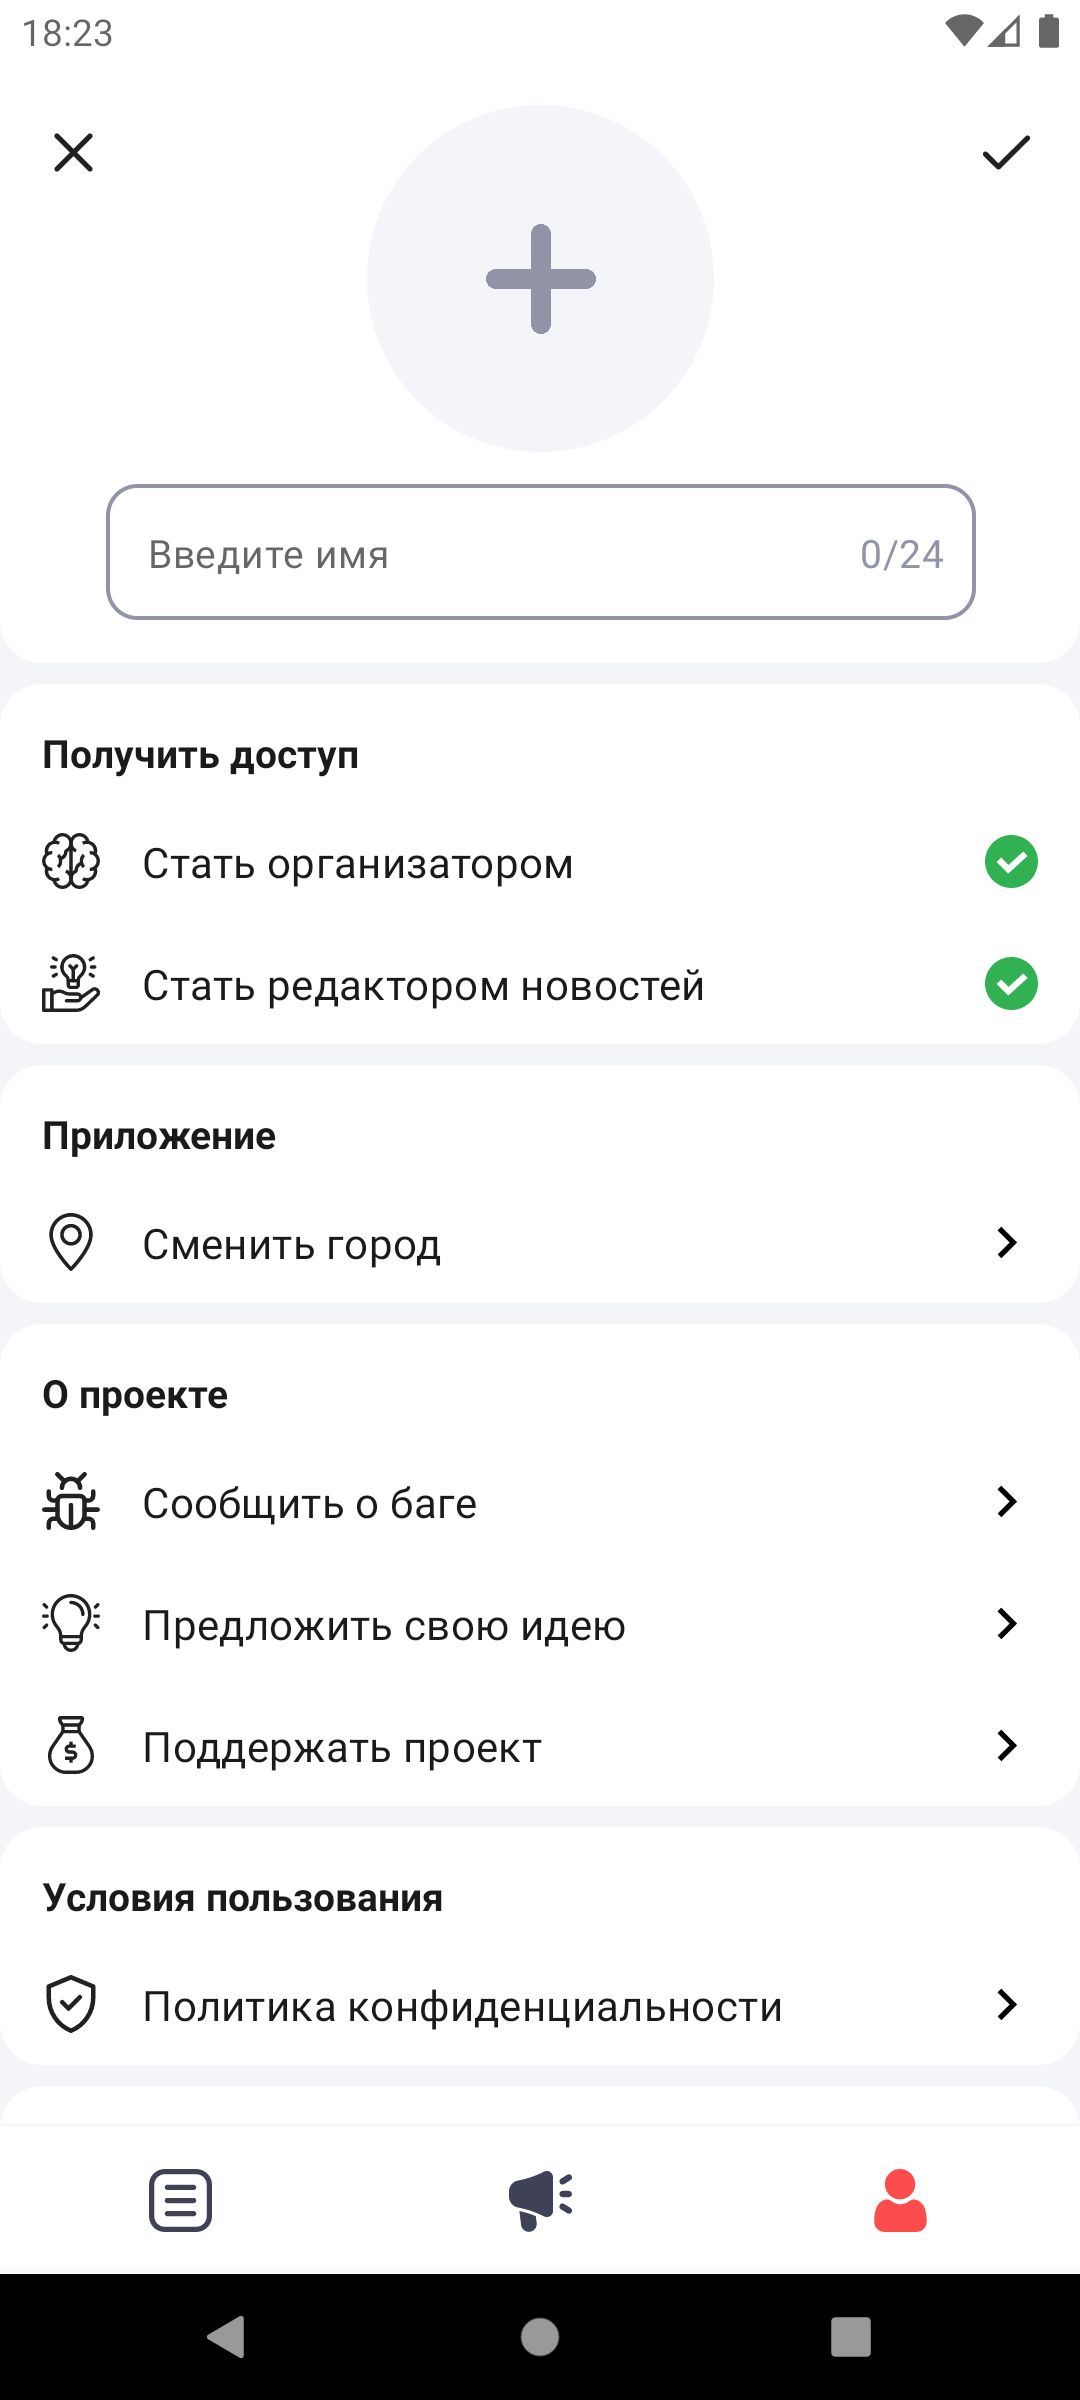 18:23
Введите имя 0/24
Получить доступ
Стать организатором
Стать редактором новостей
Приложение
Сменить город
О проекте
Сообщить о баге
Предложить свою идею
Поддержать проект
Условия пользования
Политика конфиденциальности